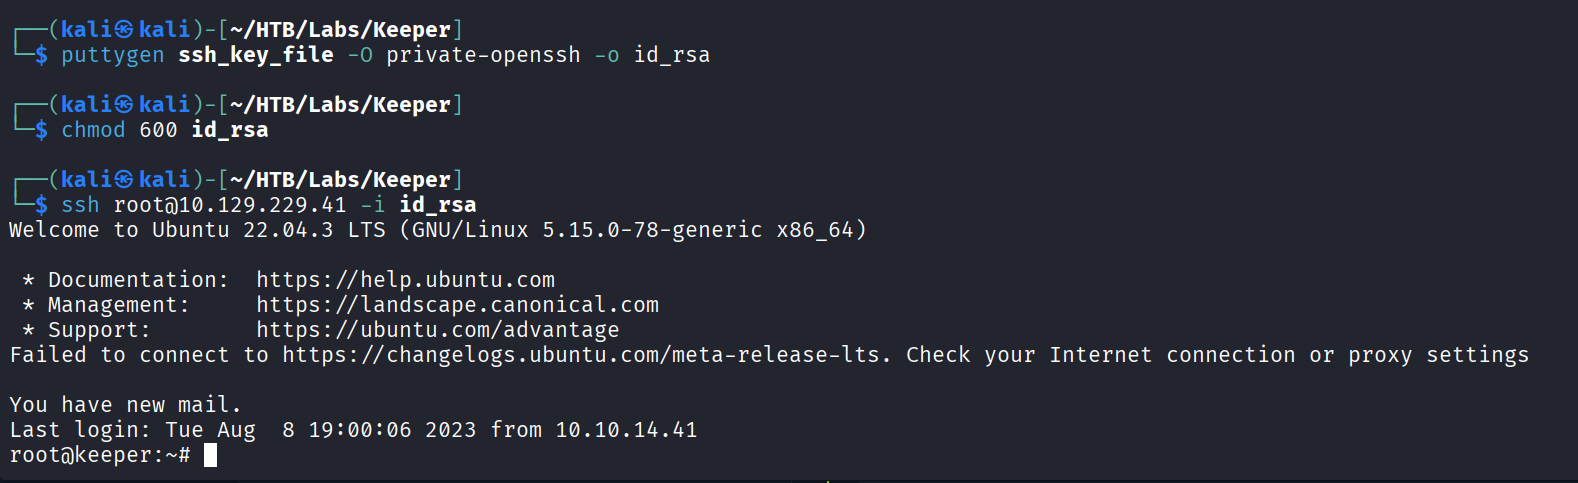 ┌──(kali㉿kali)-[~/HTB/Labs/Keeper]
└─$ puttygen ssh_key_file -O private-openssh -o id_rsa
┌──(kali㉿kali)-[~/HTB/Labs/Keeper]
└─$ chmod 600 id_rsa
┌──(kali㉿kali)-[~/HTB/Labs/Keeper]
└─$ ssh root@10.129.229.41 -i id_rsa
Welcome to Ubuntu 22.04.3 LTS (GNU/Linux 5.15.0-78-generic x86_64)
 * Documentation:  https://help.ubuntu.com
 * Management:     https://landscape.canonical.com
 * Support:        https://ubuntu.com/advantage
Failed to connect to https://changelogs.ubuntu.com/meta-release-lts. Check your Internet connection or proxy settings
You have new mail.
Last login: Tue Aug  8 19:00:06 2023 from 10.10.14.41
root@keeper:~#